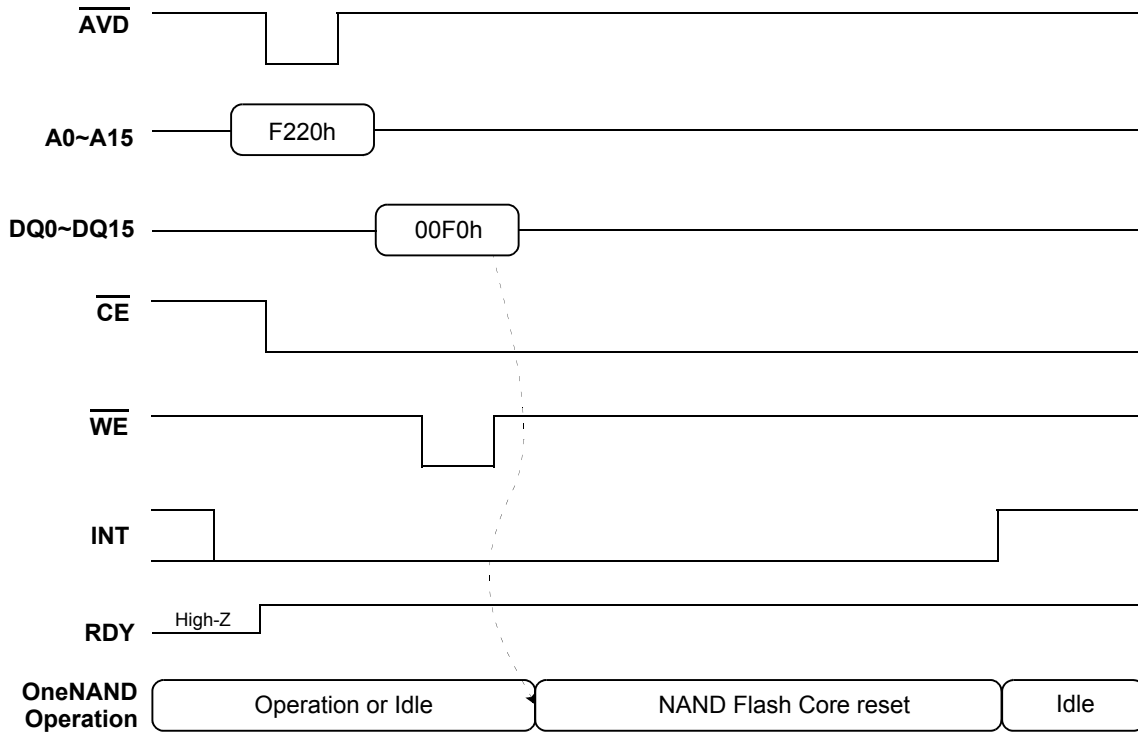 AVD
A0~A15
F220h
DQ0~DQ15
00F0h
CE
WE
INT
RDY
High-Z
OneNAND
Operation
Operation or Idle
NAND Flash Core reset
Idle